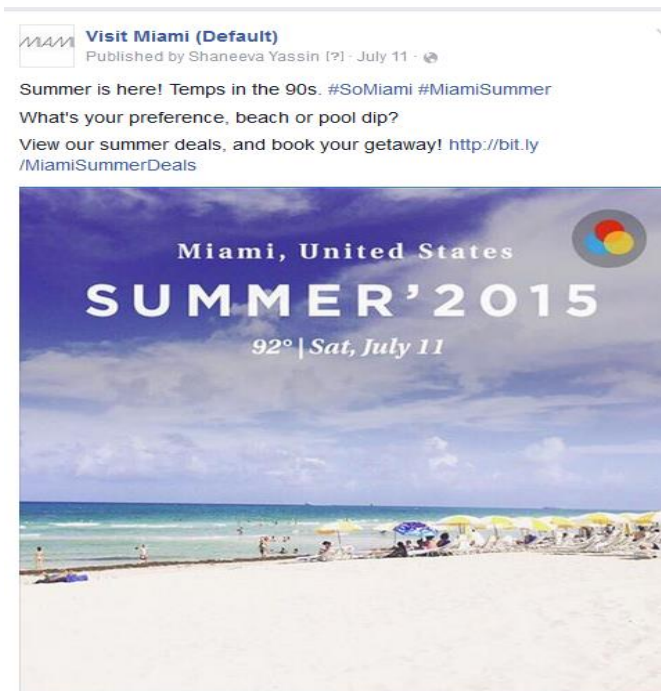 MIAMI
Visit Miami (Default)
Published by Shaneeva Yassin [?] · July 11 ·
Summer is here! Temps in the 90s. #SoMiami #MiamiSummer
What's your preference, beach or pool dip?
View our summer deals, and book your getaway! http://bit.ly
/MiamiSummerDeals
Miami, United States
SUMMER'2015
92° | Sat, July 11